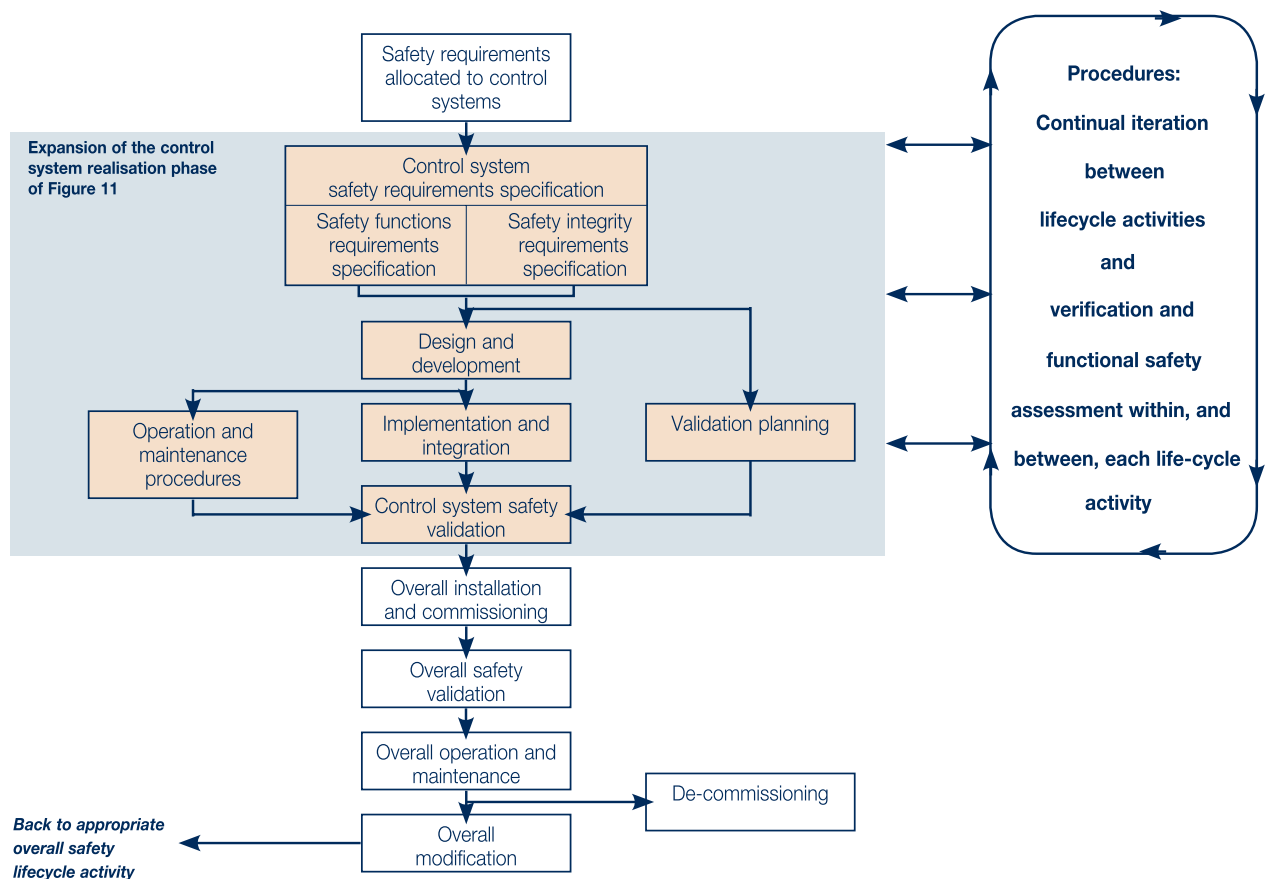 Safety requirements
allocated to control
systems
Expansion of the control
system realisation phase
of Figure 11
Control system
safety requirements specification
Safety functions
requirements
specification
Safety integrity
requirements
specification
Design and
development
Operation and
maintenance
procedures
Implementation and
integration
Validation planning
Control system safety
validation
Overall installation
and commissioning
Overall safety
validation
Overall operation and
maintenance
De-commissioning
Overall
modification
Back to appropriate
overall safety
lifecycle activity
Procedures:
Continual iteration
between
lifecycle activities
and
verification and
functional safety
assessment within, and
between, each life-cycle
activity